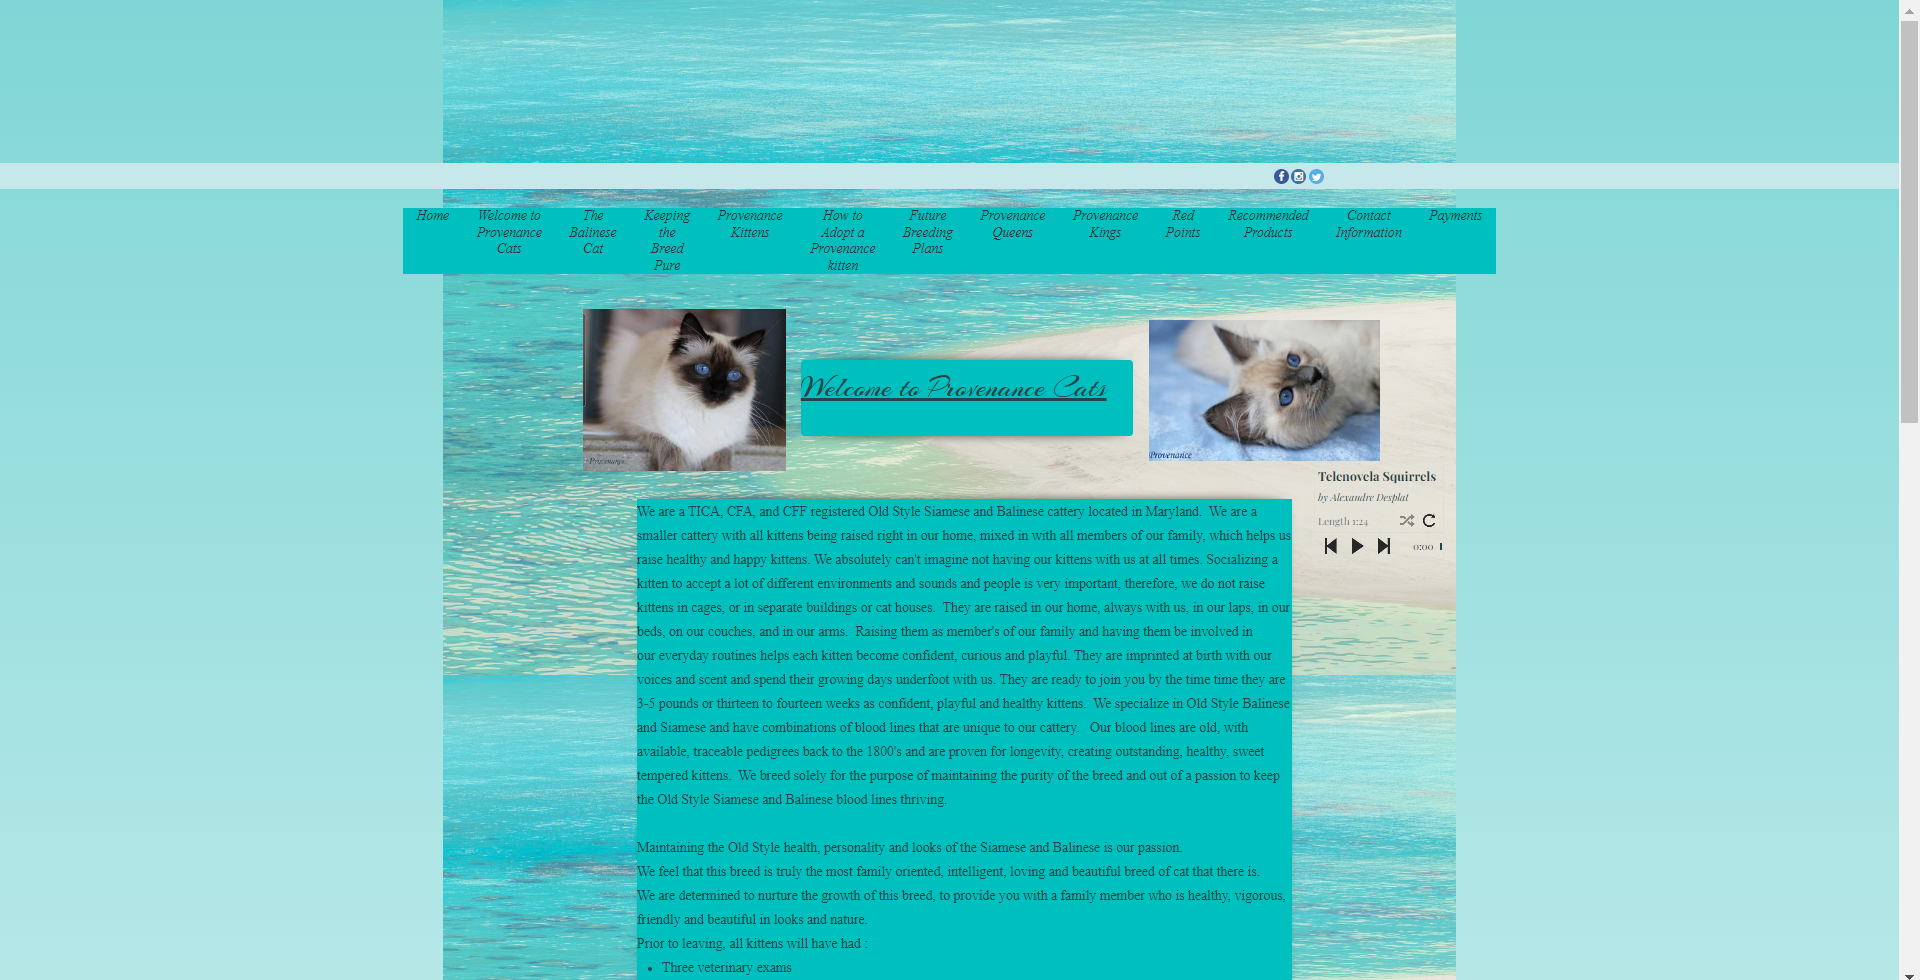 Home
Welcome to
Provenance
Cats
The
Balinese
Cat
Keeping
the
Breed
Pure
Provenance
Kittens
How to
Adopt a
Provenance
kitten
Future
Breeding
Plans
Provenance
Queens
Provenance
Kings
Red
Points
Recommended
Products
Contact
Information
Payments
Provenance
Welcome to Provenance Cats
Provenance
Telenovela Squirrels
by Alexandre Desplat
Length 1:24
0:00
We are a TICA, CFA, and CFF registered Old Style Siamese and Balinese cattery located in Maryland.  We are a
smaller cattery with all kittens being raised right in our home, mixed in with all members of our family, which helps us
raise healthy and happy kittens. We absolutely can't imagine not having our kittens with us at all times. Socializing a
kitten to accept a lot of different environments and sounds and people is very important, therefore, we do not raise
kittens in cages, or in separate buildings or cat houses.  They are raised in our home, always with us, in our laps, in our
beds, on our couches, and in our arms.  Raising them as member's of our family and having them be involved in
our everyday routines helps each kitten become confident, curious and playful. They are imprinted at birth with our
voices and scent and spend their growing days underfoot with us. They are ready to join you by the time time they are
3-5 pounds or thirteen to fourteen weeks as confident, playful and healthy kittens.  We specialize in Old Style Balinese
and Siamese and have combinations of blood lines that are unique to our cattery.   Our blood lines are old, with
available, traceable pedigrees back to the 1800's and are proven for longevity, creating outstanding, healthy, sweet
tempered kittens.  We breed solely for the purpose of maintaining the purity of the breed and out of a passion to keep
the Old Style Siamese and Balinese blood lines thriving.
Maintaining the Old Style health, personality and looks of the Siamese and Balinese is our passion.
We feel that this breed is truly the most family oriented, intelligent, loving and beautiful breed of cat that there is.
We are determined to nurture the growth of this breed, to provide you with a family member who is healthy, vigorous,
friendly and beautiful in looks and nature.
Prior to leaving, all kittens will have had :
• Three veterinary exams